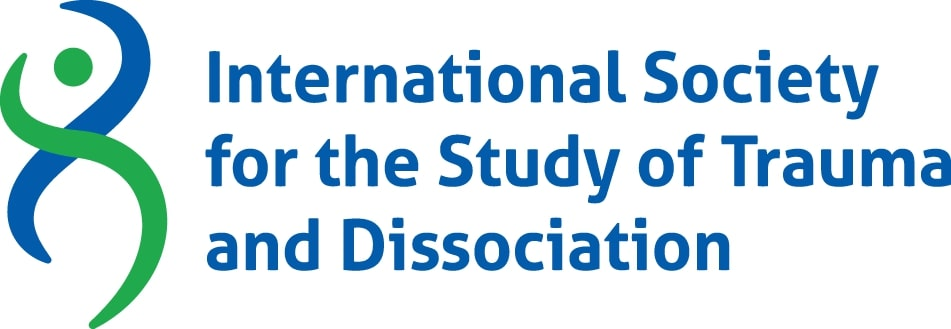 International Society
for the Study of Trauma
and Dissociation